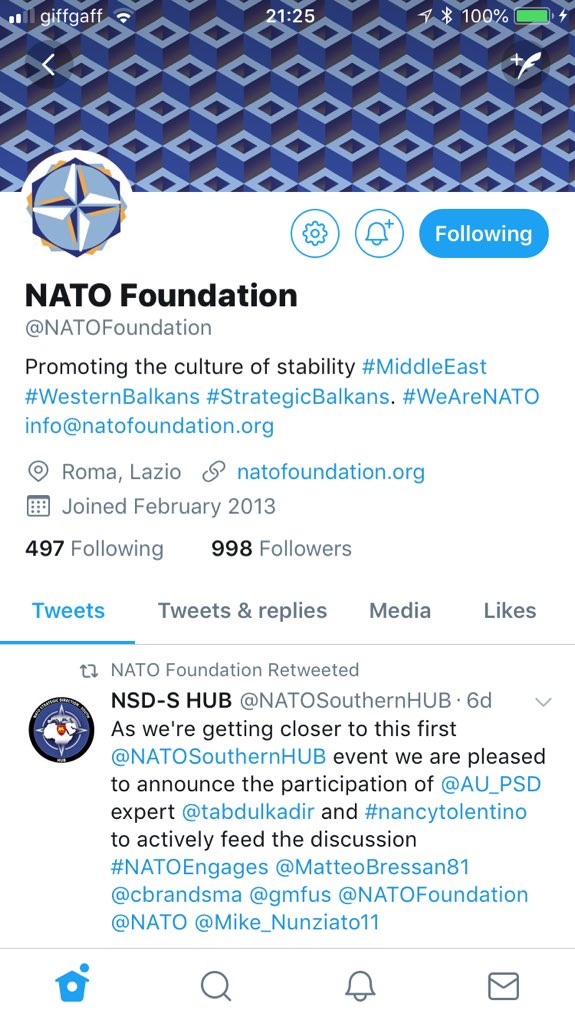 giffgaff 21:25 100%
Following
NATO Foundation
@NATOFoundation
Promoting the culture of stability #MiddleEast
#WesternBalkans #StrategicBalkans. #WeAreNATO
info@natofoundation.org
Roma, Lazio natofoundation.org
Joined February 2013
497 Following 998 Followers
Tweets Tweets & replies Media Likes
NATO Foundation Retweeted
NSD-S HUB @NATOSouthernHUB · 6d
As we're getting closer to this first
@NATOSouthernHUB event we are pleased
to announce the participation of @AU_PSD
expert @tabdulkadir and #nancytolentino
to actively feed the discussion
#NATOEngages @MatteoBressan81
@cbrandsma @gmfus @NATOFoundation
@NATO @Mike_Nunziato11